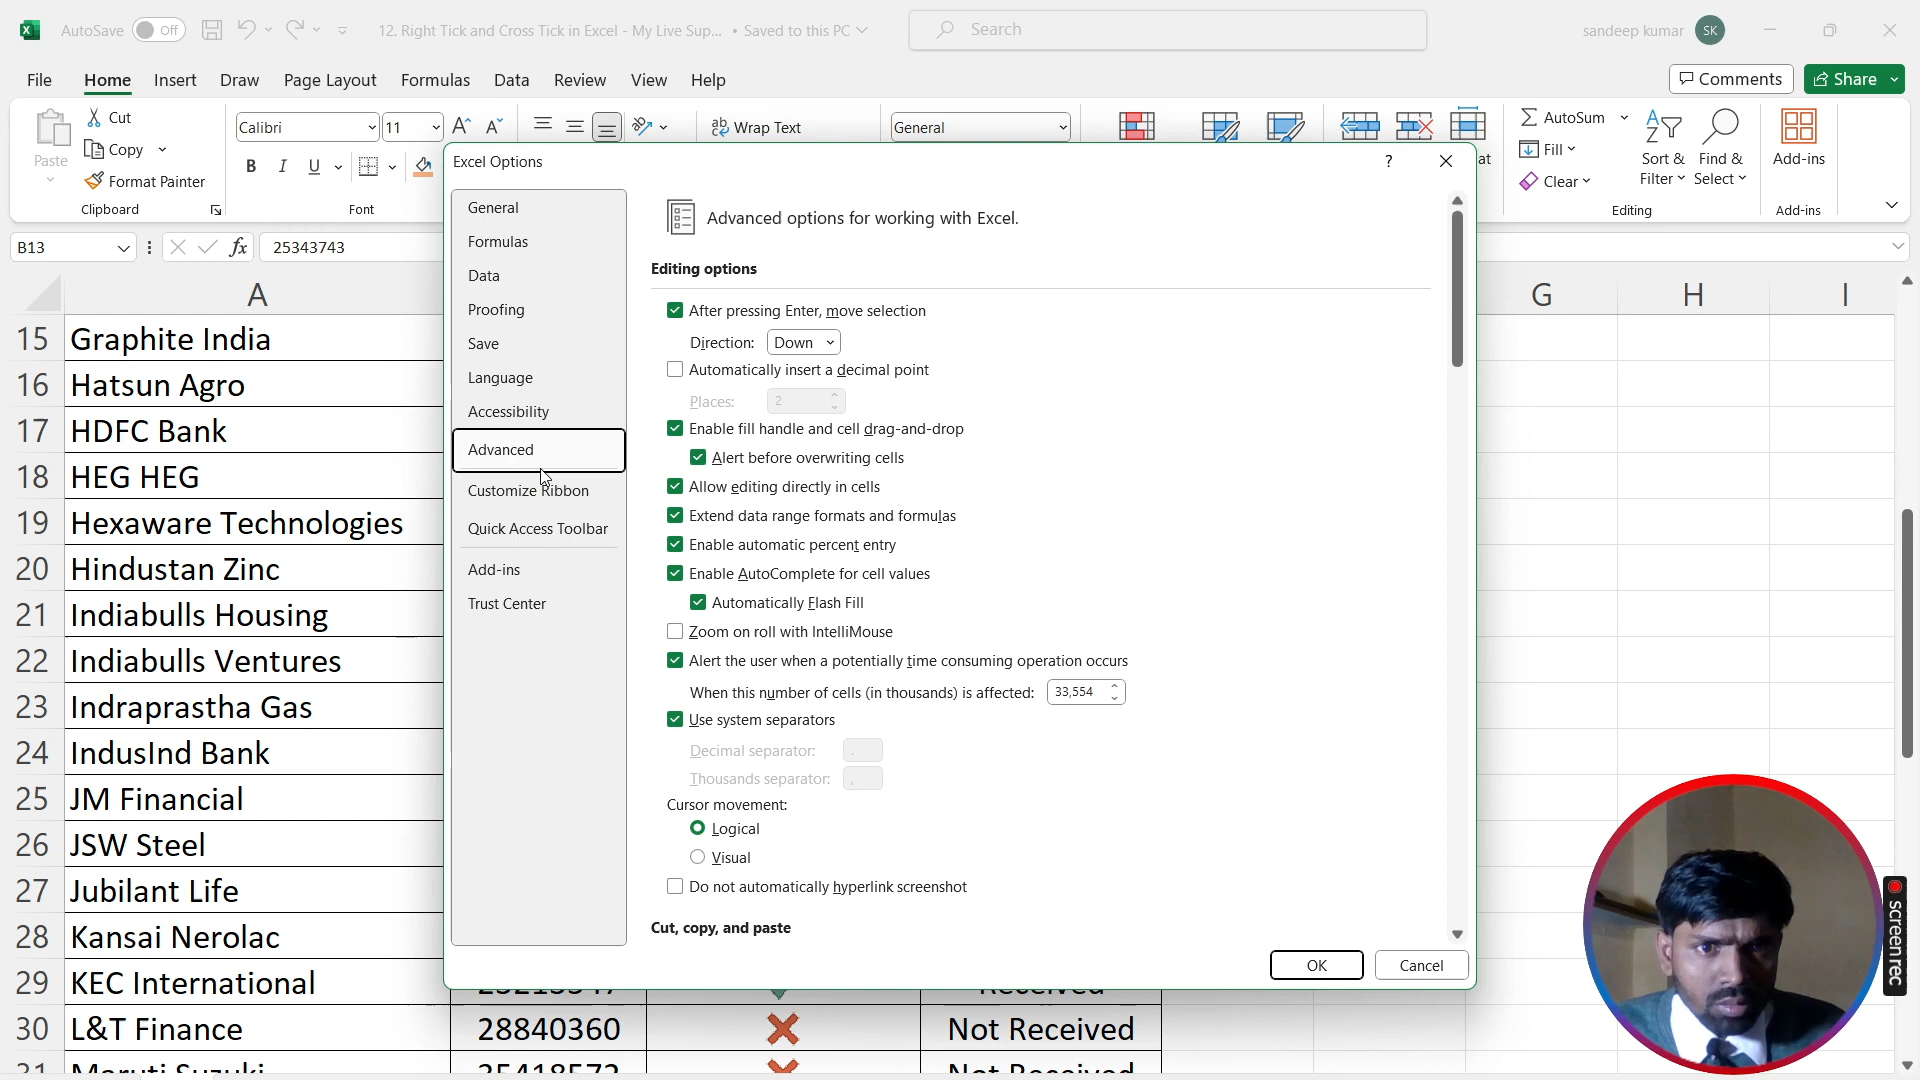 AutoSave Off 12. Right Tick and Cross Tick in Excel - My Live Sup... • Saved to this PC Search sandeep kumar SK
File Home Insert Draw Page Layout Formulas Data Review View Help Comments Share
Paste Cut Copy Format Painter Clipboard
Calibri 11 B I U Font
ab Wrap Text General
AutoSum Fill Clear Sort & Filter Find & Select Editing
Add-ins Add-ins
B13 fx 25343743
Excel Options ?
General
Formulas
Data
Proofing
Save
Language
Accessibility
Advanced
Customize Ribbon
Quick Access Toolbar
Add-ins
Trust Center
Advanced options for working with Excel.
Editing options
After pressing Enter, move selection
Direction: Down
Automatically insert a decimal point
Places: 2
Enable fill handle and cell drag-and-drop
Alert before overwriting cells
Allow editing directly in cells
Extend data range formats and formulas
Enable automatic percent entry
Enable AutoComplete for cell values
Automatically Flash Fill
Zoom on roll with IntelliMouse
Alert the user when a potentially time consuming operation occurs
When this number of cells (in thousands) is affected: 33,554
Use system separators
Decimal separator: .
Thousands separator: ,
Cursor movement:
Logical
Visual
Do not automatically hyperlink screenshot
Cut, copy, and paste
OK Cancel
A G H I
15 Graphite India
16 Hatsun Agro
17 HDFC Bank
18 HEG HEG
19 Hexaware Technologies
20 Hindustan Zinc
21 Indiabulls Housing
22 Indiabulls Ventures
23 Indraprastha Gas
24 IndusInd Bank
25 JM Financial
26 JSW Steel
27 Jubilant Life
28 Kansai Nerolac
29 KEC International Received
30 L&T Finance 28840360 Not Received
31 Maruti Suzuki 35418572 Not Received
screenrec